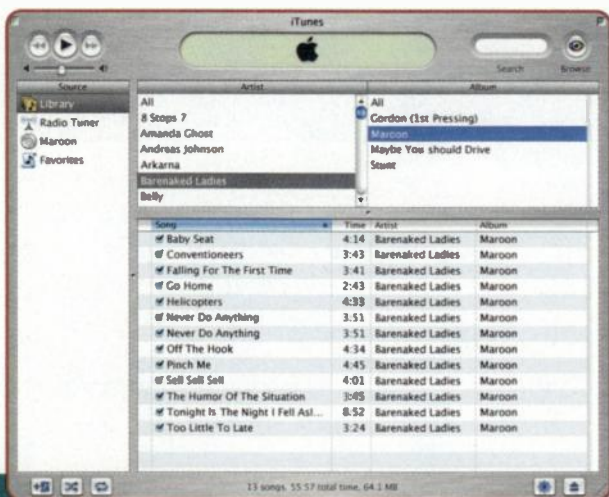 iTunes
Search
Browse
Source
Library
Radio Tuner
Maroon
Favorites
Artist
All
8 Stops 7
Amanda Ghost
Andreas Johnson
Arkarna
Barenaked Ladies
Belly
Album
All
Gordon (1st Pressing)
Maroon
Maybe You should Drive
Stunt
Song Time Artist Album
Baby Seat 4:14 Barenaked Ladies Maroon
Conventioneers 3:43 Barenaked Ladies Maroon
Falling For The First Time 3:41 Barenaked Ladies Maroon
Go Home 2:43 Barenaked Ladies Maroon
Helicopters 4:33 Barenaked Ladies Maroon
Never Do Anything 3:51 Barenaked Ladies Maroon
Never Do Anything 3:51 Barenaked Ladies Maroon
Off The Hook 4:34 Barenaked Ladies Maroon
Pinch Me 4:45 Barenaked Ladies Maroon
Sell Sell Sell 4:01 Barenaked Ladies Maroon
The Humor Of The Situation 3:45 Barenaked Ladies Maroon
Tonight Is The Night I Fell Asl... 8:52 Barenaked Ladies Maroon
Too Little To Late 3:24 Barenaked Ladies Maroon
13 songs, 55:57 total time, 64.1 MB